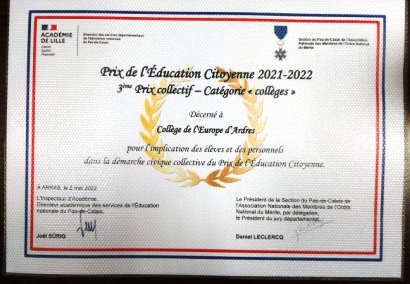 ACADÉMIE
DE LILLE
Liberté
Égalité
Fraternité
Direction des services départementaux
de l'éducation nationale
du Pas-de-Calais
Section du Pas-de-Calais de l'Association
Nationale des Membres de l'Ordre National
du Mérite
Prix de l'Éducation Citoyenne 2021-2022
3ème Prix collectif – Catégorie « collèges »
Décerné à
Collège de l'Europe d'Ardres
pour l'implication des élèves et des personnels
dans la démarche civique collective du Prix de l'Éducation Citoyenne.
A ARRAS, le 2 mai 2022
L'Inspecteur d'Académie,
Directeur académique des services de l'Éducation
nationale du Pas-de-Calais,
Joël SÜRIG
Le Président de la Section du Pas-de-Calais de
l'Association Nationale des Membres de l'Ordre
National du Mérite, par délégation,
le Président du jury départemental,
Daniel LECLERCQ